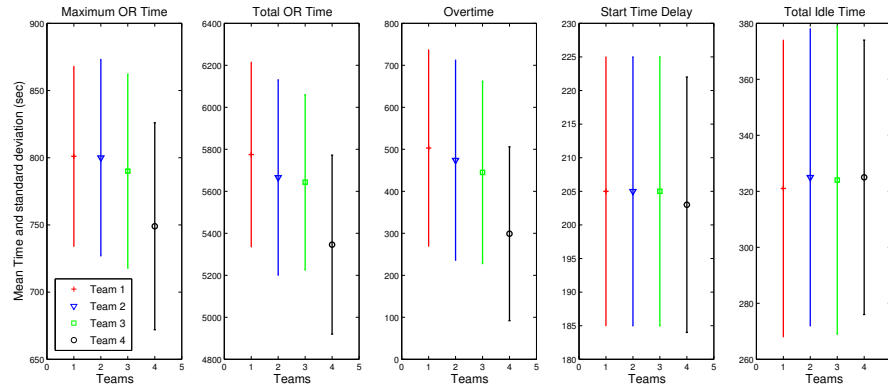 Maximum OR Time
Total OR Time
Overtime
Start Time Delay
Total Idle Time
Mean Time and standard deviation (sec)
900
850
800
750
700
650
0 1 2 3 4 5
Teams
Team 1
Team 2
Team 3
Team 4
6400
6200
6000
5800
5600
5400
5200
5000
4800
0 1 2 3 4 5
Teams
800
700
600
500
400
300
200
100
0
0 1 2 3 4 5
Teams
230
225
220
215
210
205
200
195
190
185
180
0 1 2 3 4 5
Teams
380
360
340
320
300
280
260
0 1 2 3 4 5
Teams